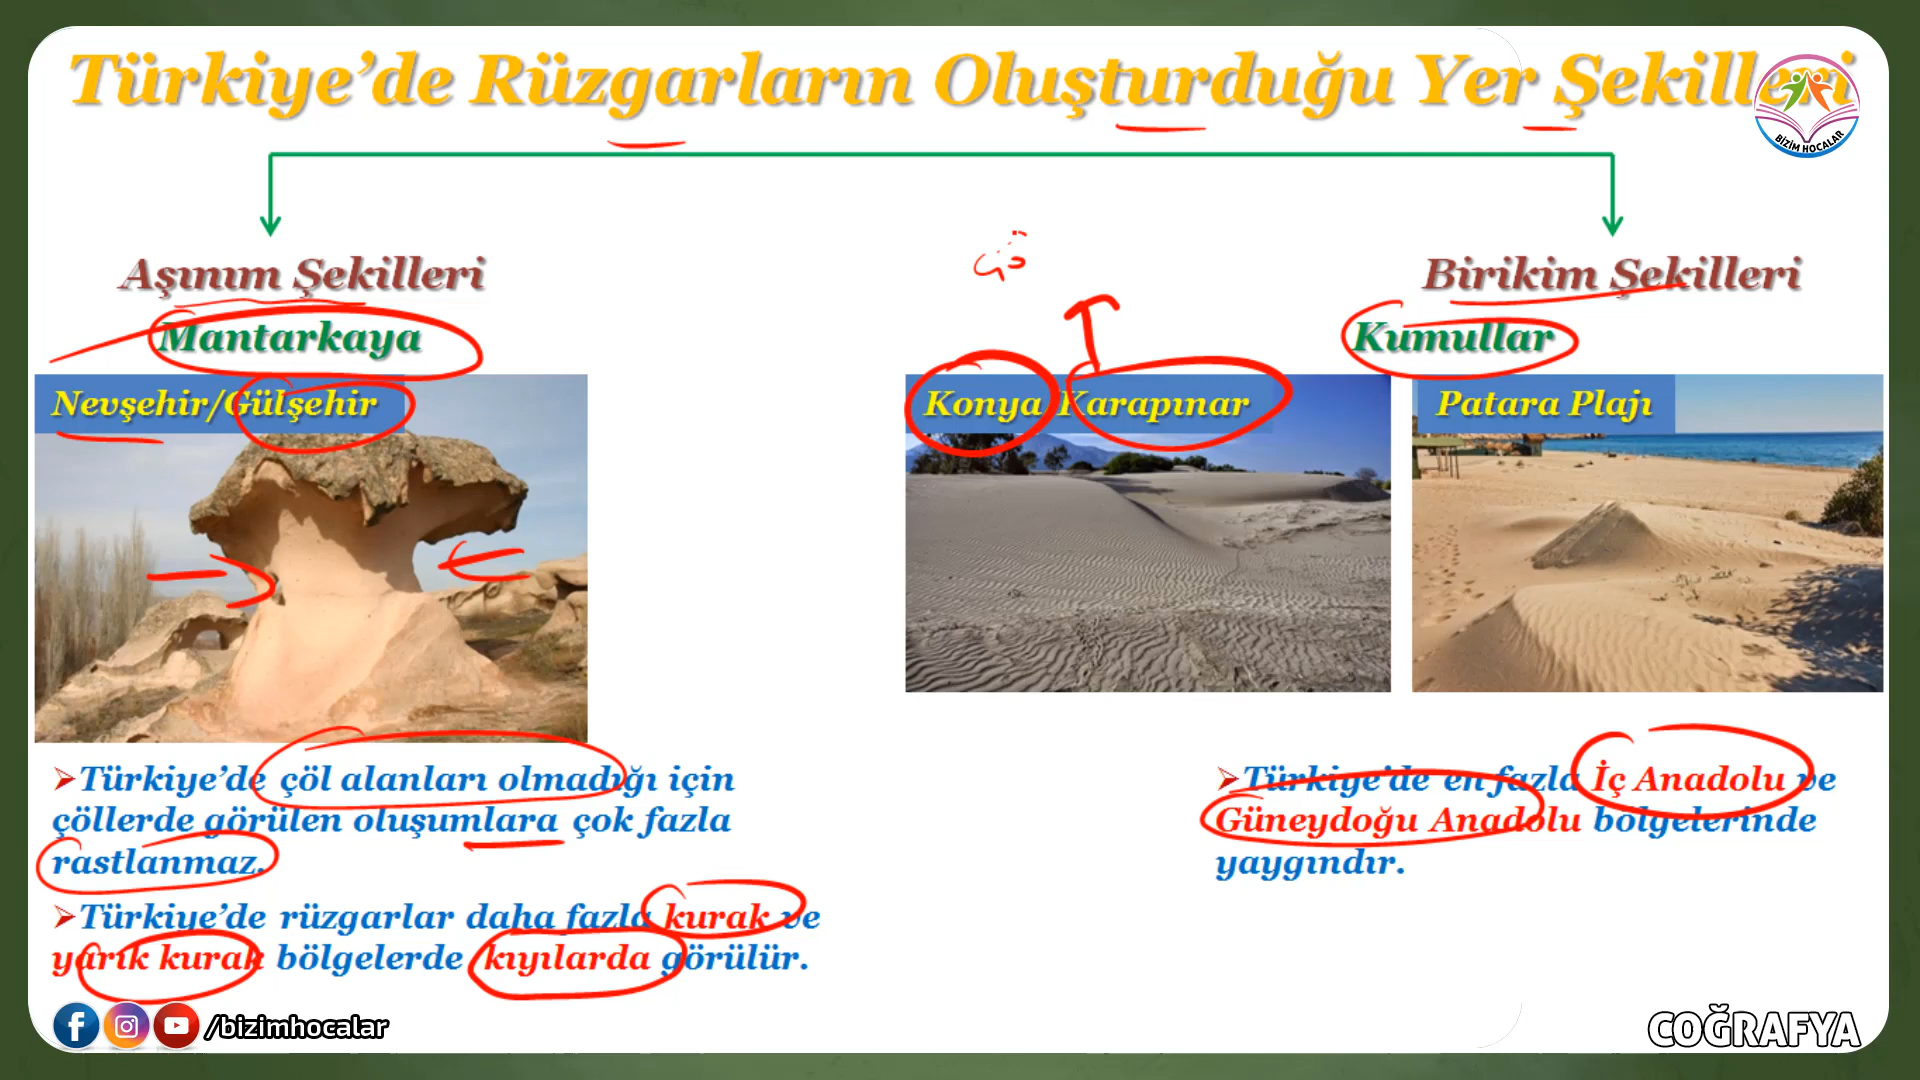 Türkiye’de Rüzgarların Oluşturduğu Yer Şekilleri
BİZİM HOCALAR
Aşınım Şekilleri
Mantarkaya
Nevşehir/Gülşehir
Birikim Şekilleri
Kumullar
Konya Karapınar
Patara Plajı
Türkiye’de çöl alanları olmadığı için
çöllerde görülen oluşumlara çok fazla
rastlanmaz.
Türkiye’de rüzgarlar daha fazla kurak ve
yarık kurak bölgelerde kıyılarda görülür.
Türkiye’de en fazla İç Anadolu ve
Güneydoğu Anadolu bölgelerinde
yaygındır.
/bizimhocalar
COĞRAFYA